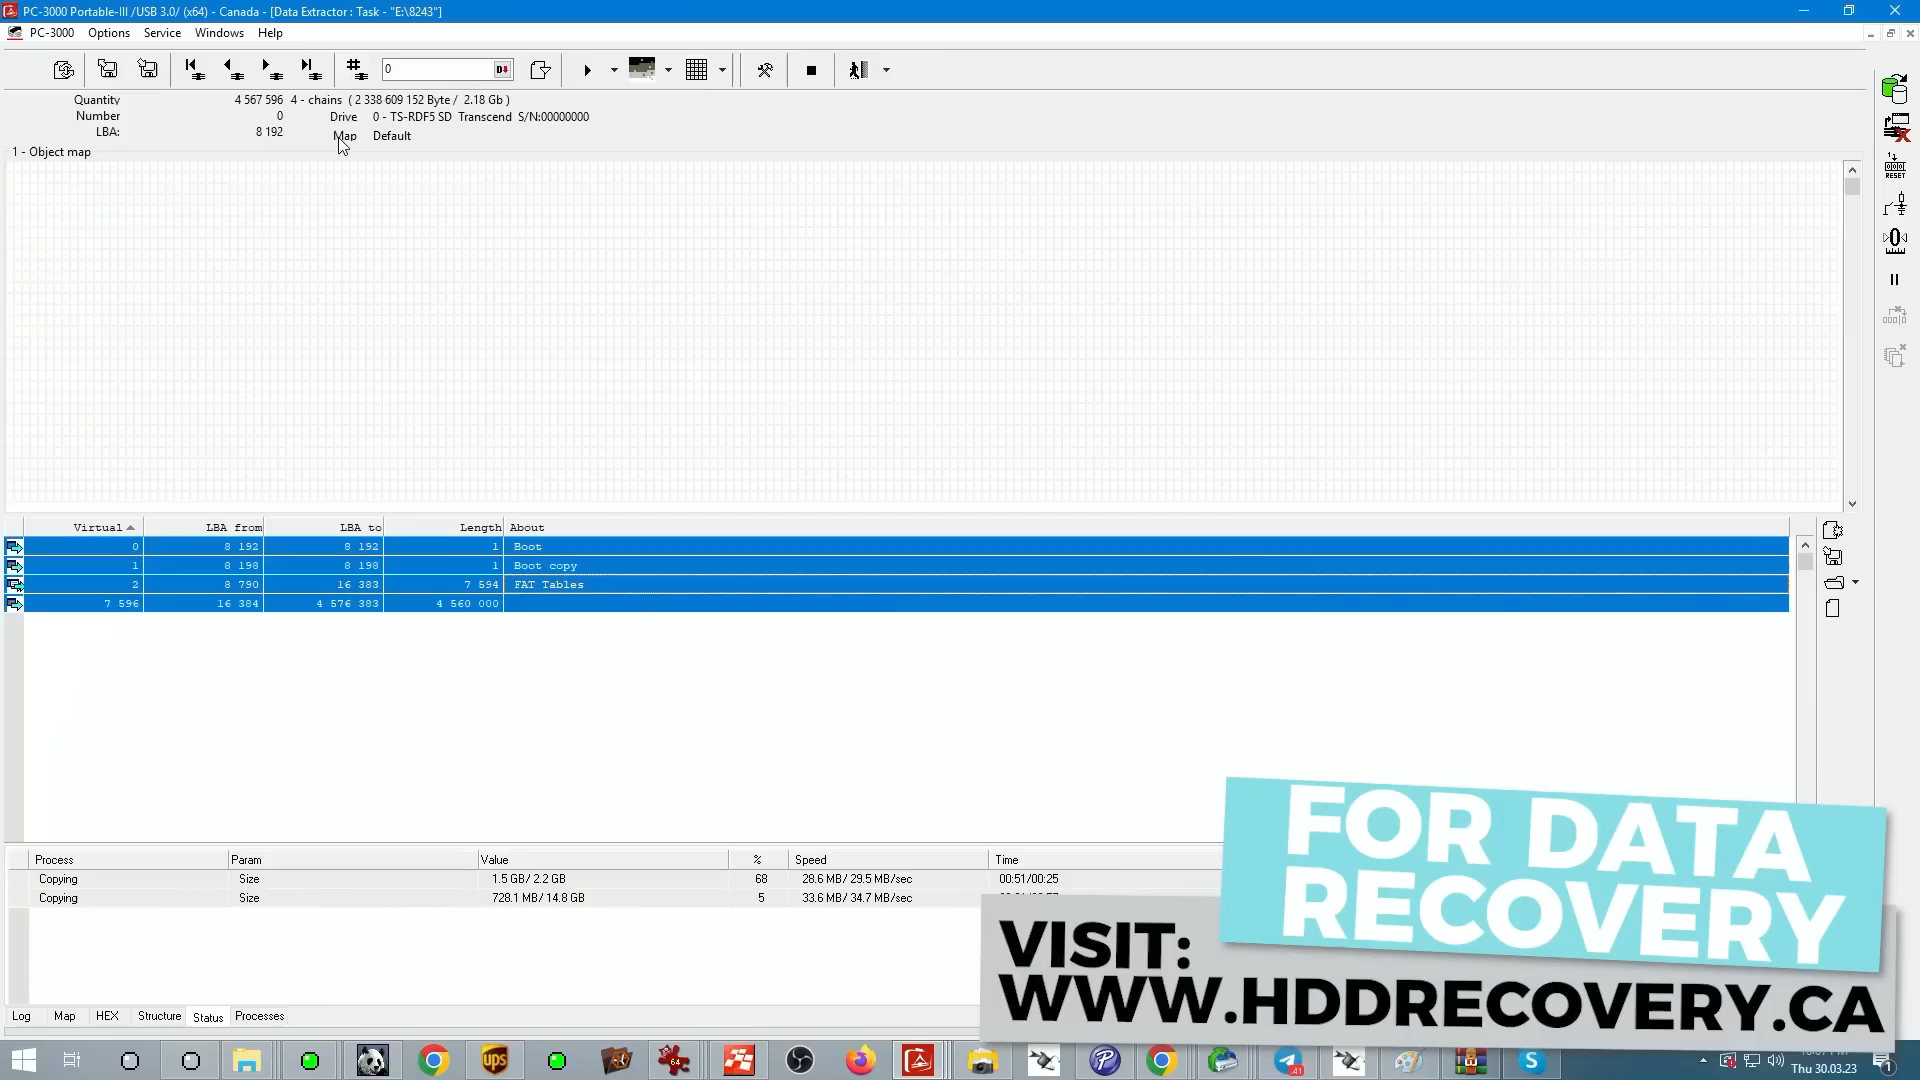 PC-3000 Portable-III /USB 3.0/ (x64) - Canada - [Data Extractor : Task - "E:\8243"]
PC-3000 Options Service Windows Help
0
Quantity 4 567 596 4 - chains ( 2 338 609 152 Byte / 2.18 Gb )
Number 0 Drive 0 - TS-RDF5 SD Transcend S/N:00000000
LBA: 8 192 Map Default
1 - Object map
RESET
Virtual LBA from LBA to Length About
0 8 192 8 192 1 Boot
1 8 198 8 198 1 Boot copy
2 8 790 16 383 7 594 FAT Tables
7 596 16 384 4 576 383 4 560 000
Process Param Value % Speed Time
Copying Size 1.5 GB/ 2.2 GB 68 28.6 MB/ 29.5 MB/sec 00:51/00:25
Copying Size 728.1 MB/ 14.8 GB 5 33.6 MB/ 34.7 MB/sec
FOR DATA
RECOVERY
VISIT:
WWW.HDDRECOVERY.CA
Log Map HEX Structure Status Processes
ups
64
41
S
Thu 30.03.23
1